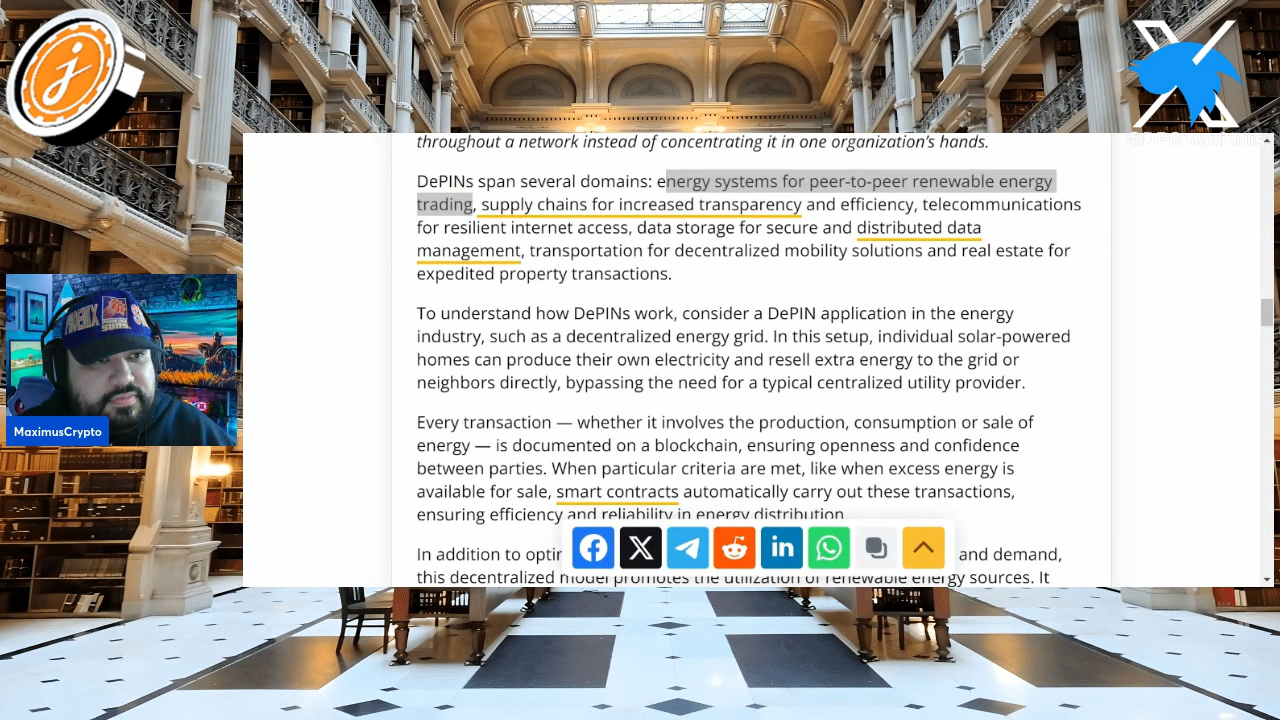 throughout a network instead of concentrating it in one organization's hands.
DePINs span several domains: energy systems for peer-to-peer renewable energy
trading, supply chains for increased transparency and efficiency, telecommunications
for resilient internet access, data storage for secure and distributed data
management, transportation for decentralized mobility solutions and real estate for
expedited property transactions.
To understand how DePINs work, consider a DePIN application in the energy
industry, such as a decentralized energy grid. In this setup, individual solar-powered
homes can produce their own electricity and resell extra energy to the grid or
neighbors directly, bypassing the need for a typical centralized utility provider.
Every transaction — whether it involves the production, consumption or sale of
energy — is documented on a blockchain, ensuring openness and confidence
between parties. When particular criteria are met, like when excess energy is
available for sale, smart contracts automatically carry out these transactions,
ensuring efficiency and reliability in energy distribution.
In addition to and demand,
this decentralized model promotes the utilization of renewable energy sources. It
PHOENIX
SUNS
MaximusCrypto